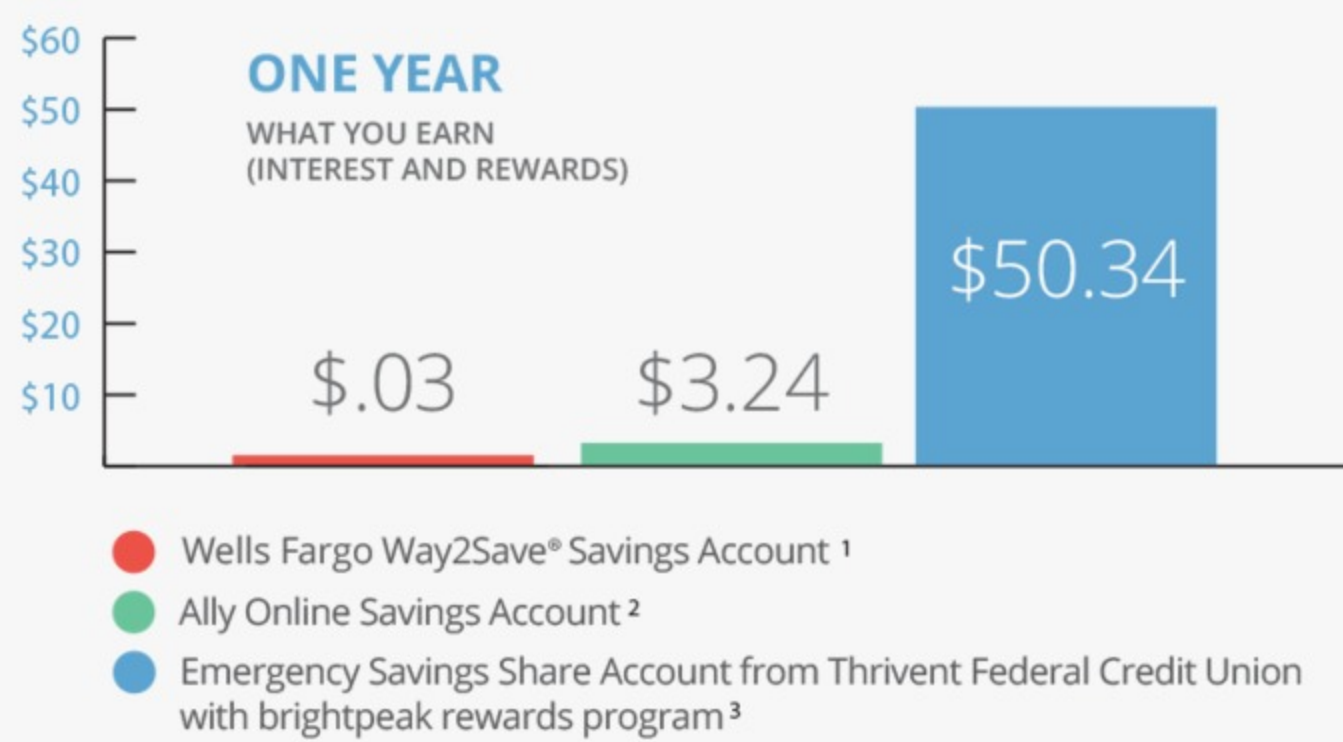 $60
ONE YEAR
$50
WHAT YOU EARN
(INTEREST AND REWARDS)
$40
$30
$50.34
$20
$.03
$3.24
$10
Wells Fargo Way2Save® Savings Account ¹
Ally Online Savings Account ²
Emergency Savings Share Account from Thrivent Federal Credit Union
with brightpeak rewards program ³